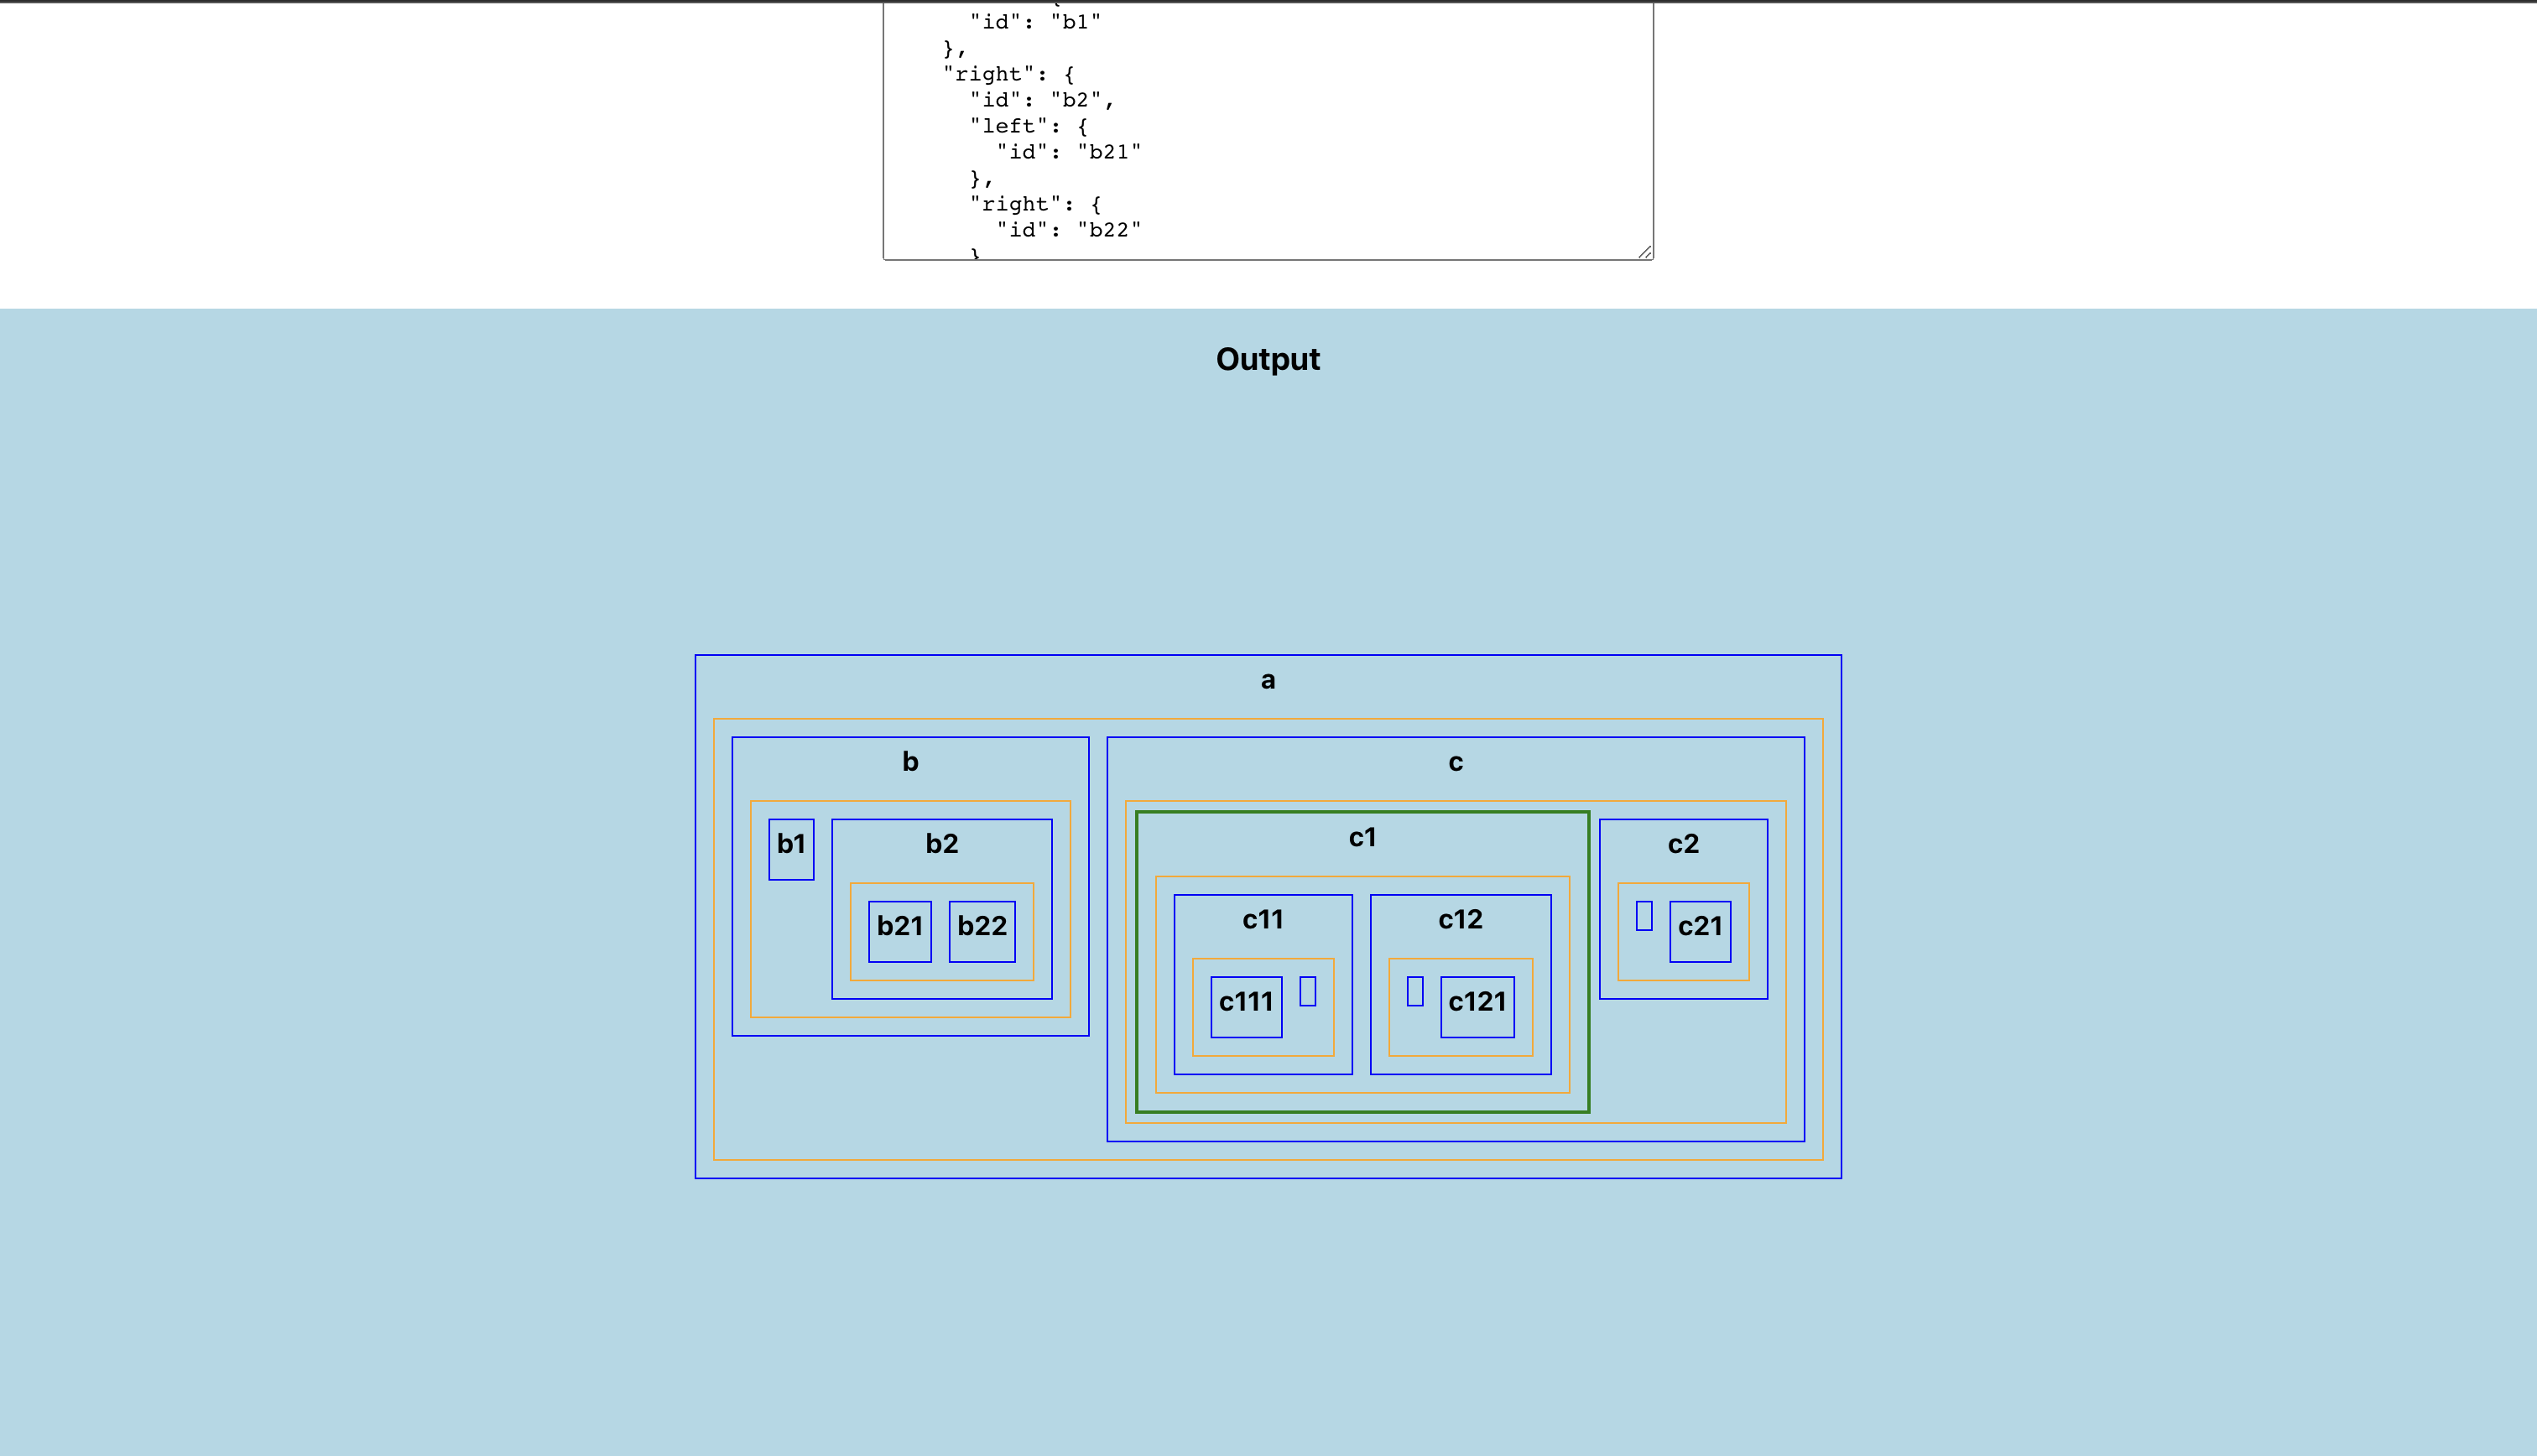 "id": "b1"
},
"right": {
"id": "b2",
"left": {
"id": "b21"
},
"right": {
"id": "b22"
}
Output
a
b
c
b1
b2
c1
c2
b21
b22
c11
c12
c21
c111
c121